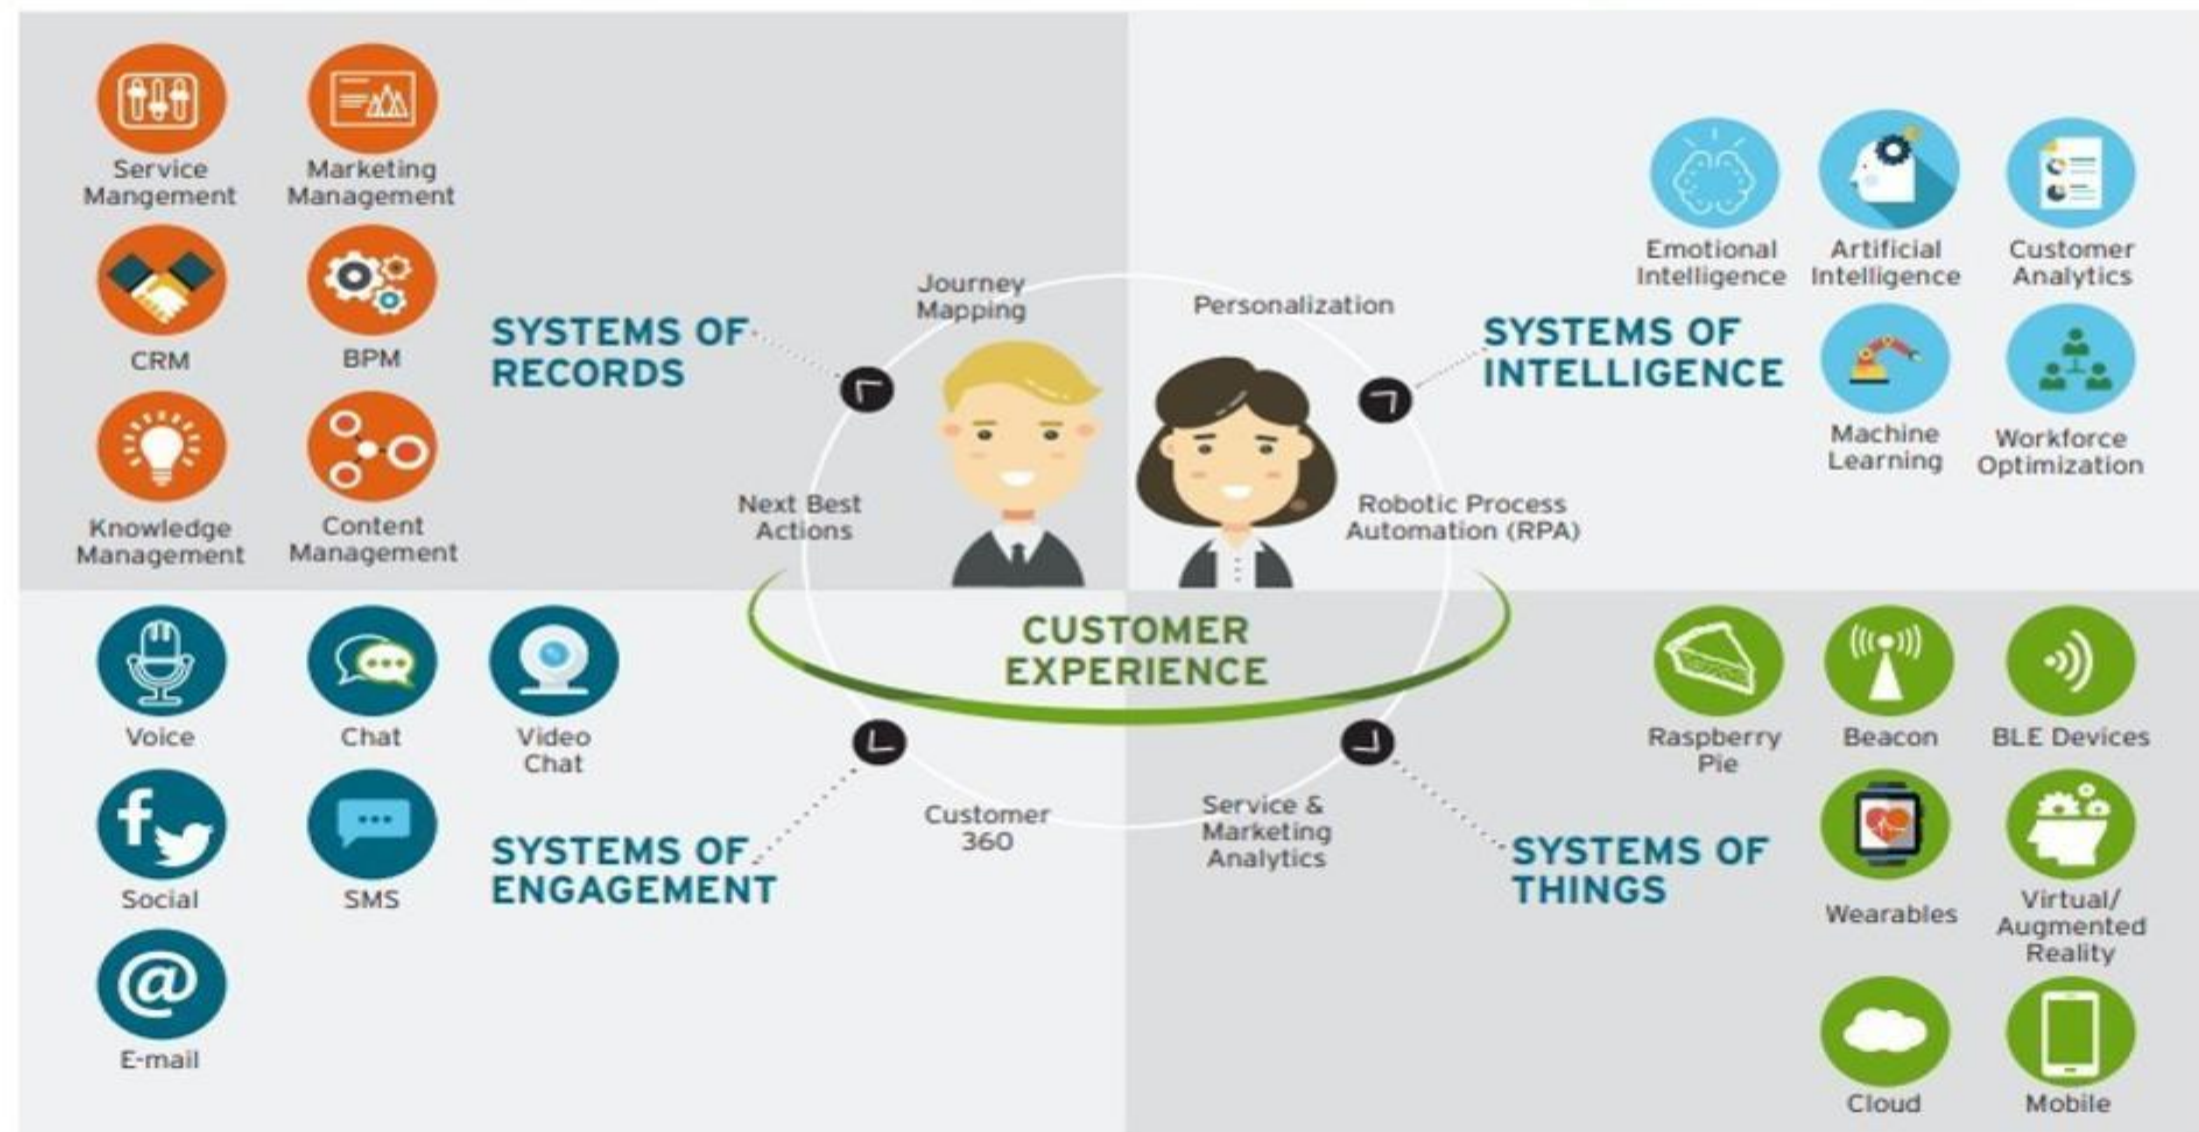 Service
Mangement
Marketing
Management
CRM
BPM
Knowledge
Management
Content
Management
SYSTEMS OF
RECORDS
Journey
Mapping
Next Best
Actions
Personalization
Robotic Process
Automation (RPA)
SYSTEMS OF
INTELLIGENCE
Emotional
Intelligence
Artificial
Intelligence
Customer
Analytics
Machine
Learning
Workforce
Optimization
CUSTOMER
EXPERIENCE
Voice
Chat
Video
Chat
Social
SMS
E-mail
SYSTEMS OF
ENGAGEMENT
Customer
360
Service &
Marketing
Analytics
SYSTEMS OF
THINGS
Raspberry
Pie
Beacon
BLE Devices
Wearables
Virtual/
Augmented
Reality
Cloud
Mobile